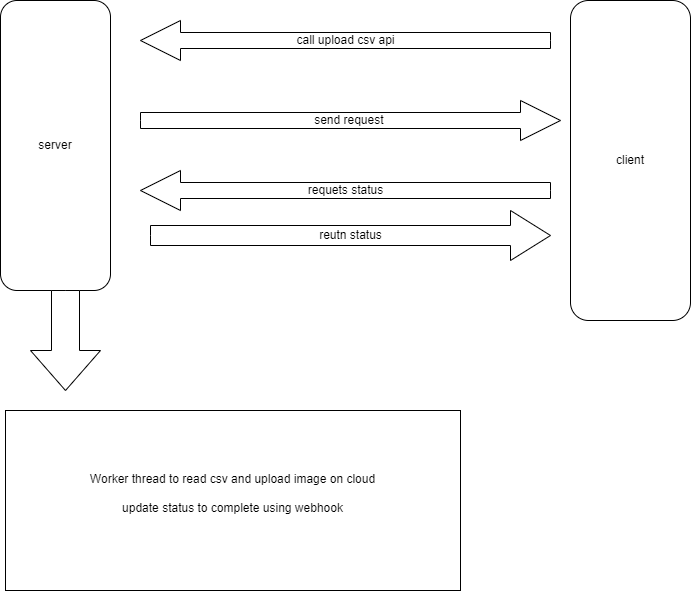 call upload csv api
server
send request
client
requets status
reutn status
Worker thread to read csv and upload image on cloud
update status to complete using webhook